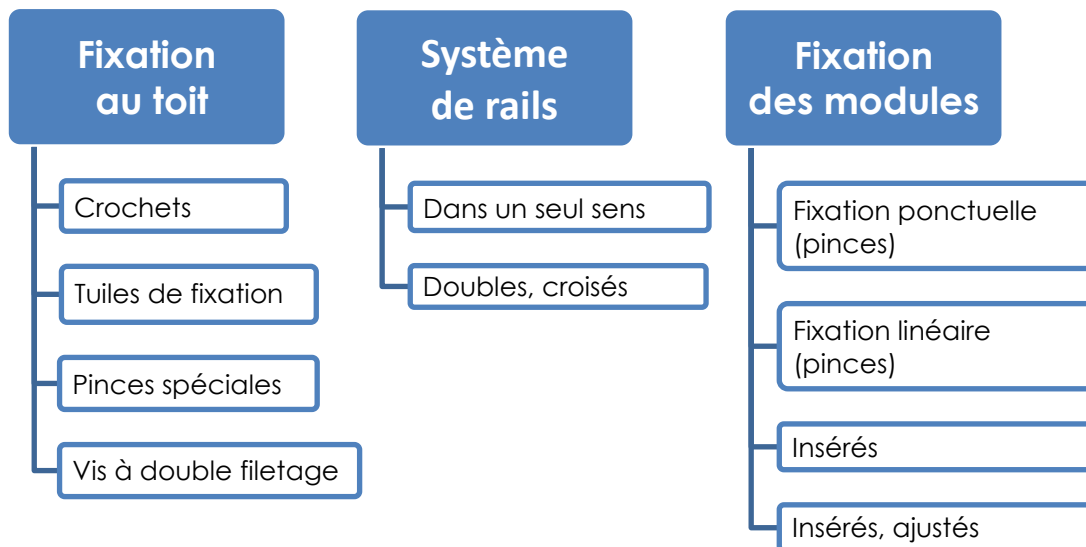 Fixation
au toit
Crochets
Tuiles de fixation
Pinces spéciales
Vis à double filetage
Système
de rails
Dans un seul sens
Doubles, croisés
Fixation
des modules
Fixation ponctuelle
(pinces)
Fixation linéaire
(pinces)
Insérés
Insérés, ajustés